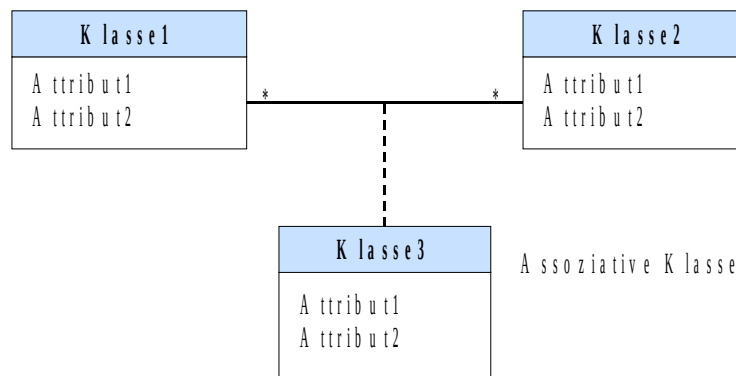 Klasse1
Attribut1
Attribut2
*
*
Klasse2
Attribut1
Attribut2
Klasse3
Attribut1
Attribut2
Assoziative Klasse